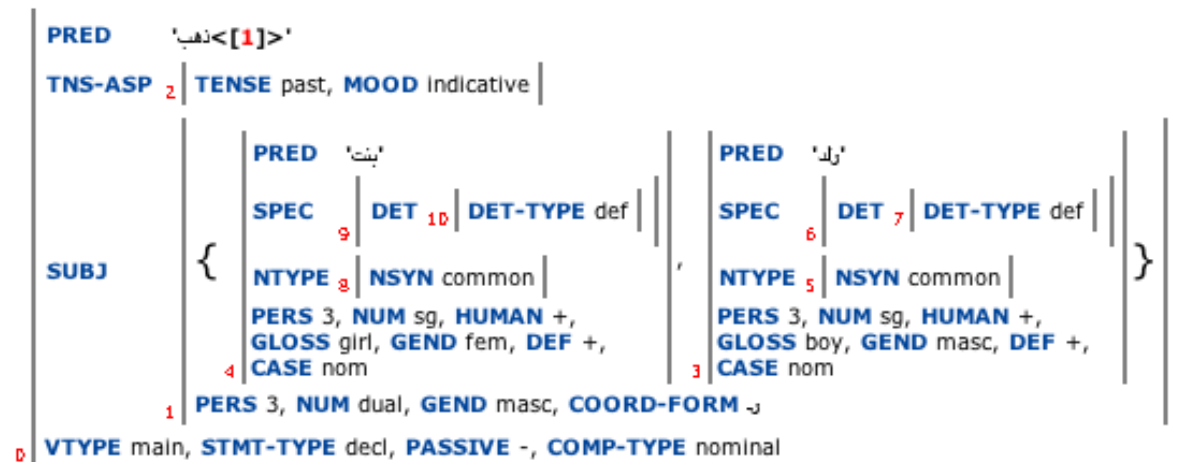 PRED 'ذهب<[1]>'
TNS-ASP 2 TENSE past, MOOD indicative
PRED 'بنت' PRED 'ولد'
SPEC 9 DET 10 DET-TYPE def SPEC 6 DET 7 DET-TYPE def
SUBJ { NTYPE 8 NSYN common , NTYPE 5 NSYN common }
PERS 3, NUM sg, HUMAN +, PERS 3, NUM sg, HUMAN +,
GLOSS girl, GEND fem, DEF +, GLOSS boy, GEND masc, DEF +,
4 CASE nom 3 CASE nom
1 PERS 3, NUM dual, GEND masc, COORD-FORM و-
0 VTYPE main, STMT-TYPE decl, PASSIVE -, COMP-TYPE nominal